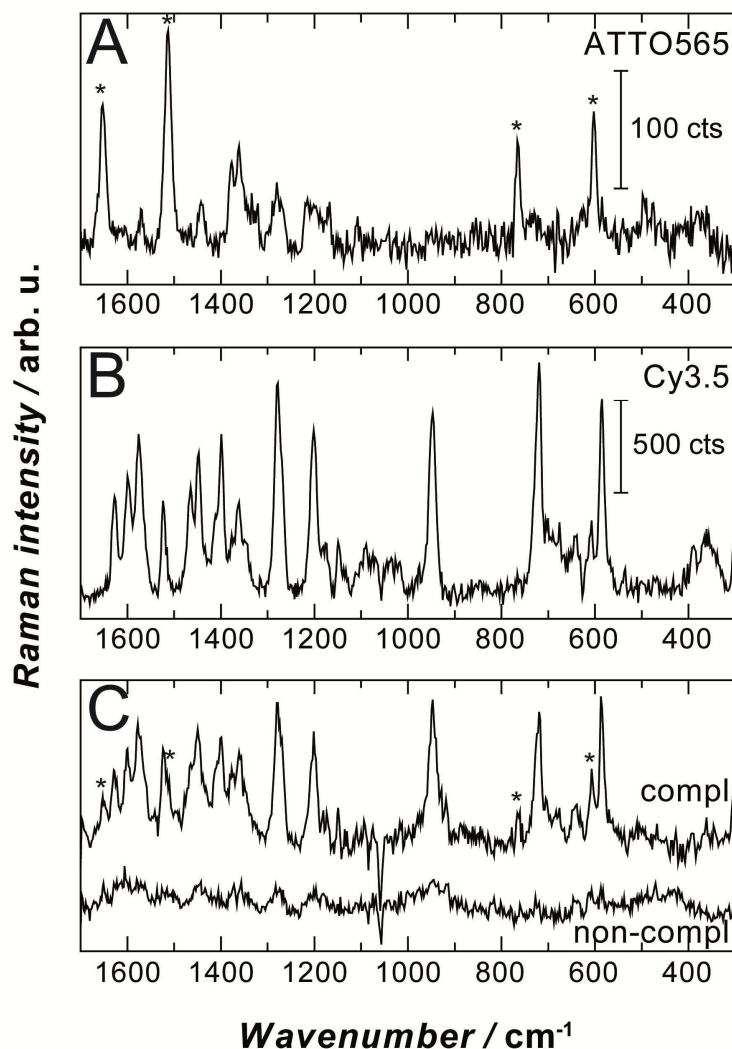 A
ATTO565
*
*
*
*
100 cts
1600 1400 1200 1000 800 600 400
B
Cy3.5
500 cts
1600 1400 1200 1000 800 600 400
C
*
*
*
*
compl
non-compl
1600 1400 1200 1000 800 600 400
Raman intensity / arb. u.
Wavenumber / cm-1